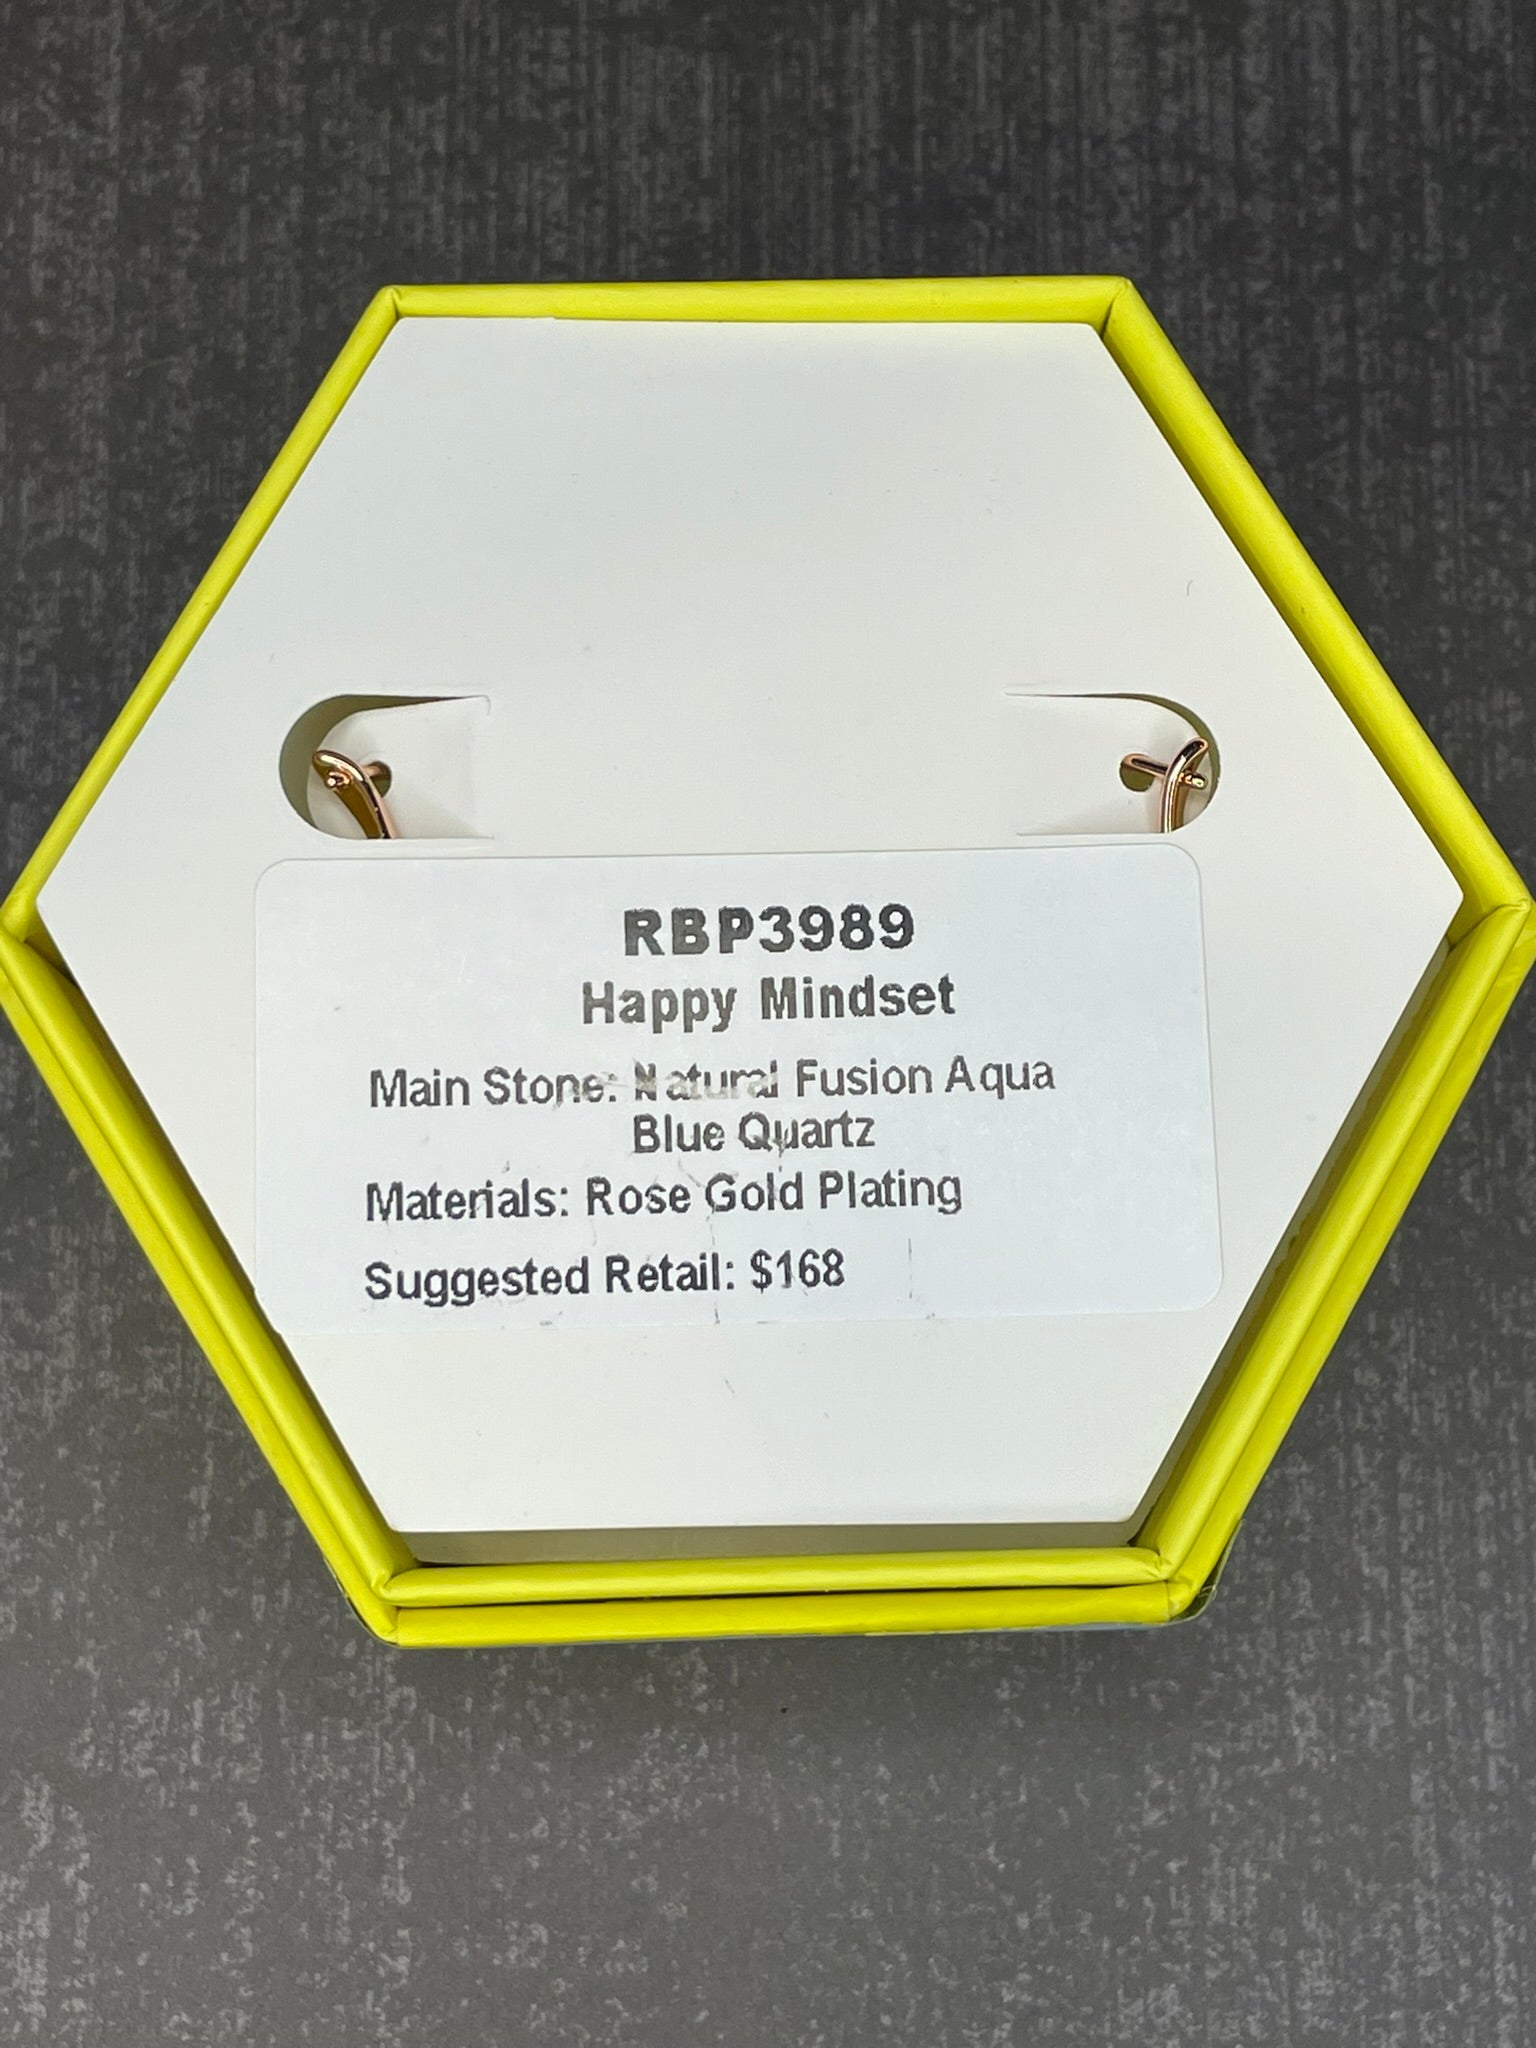 RBP3989
Happy Mindset
Main Stone: Natural Fusion Aqua
Blue Quartz
Materials: Rose Gold Plating
Suggested Retail: $168